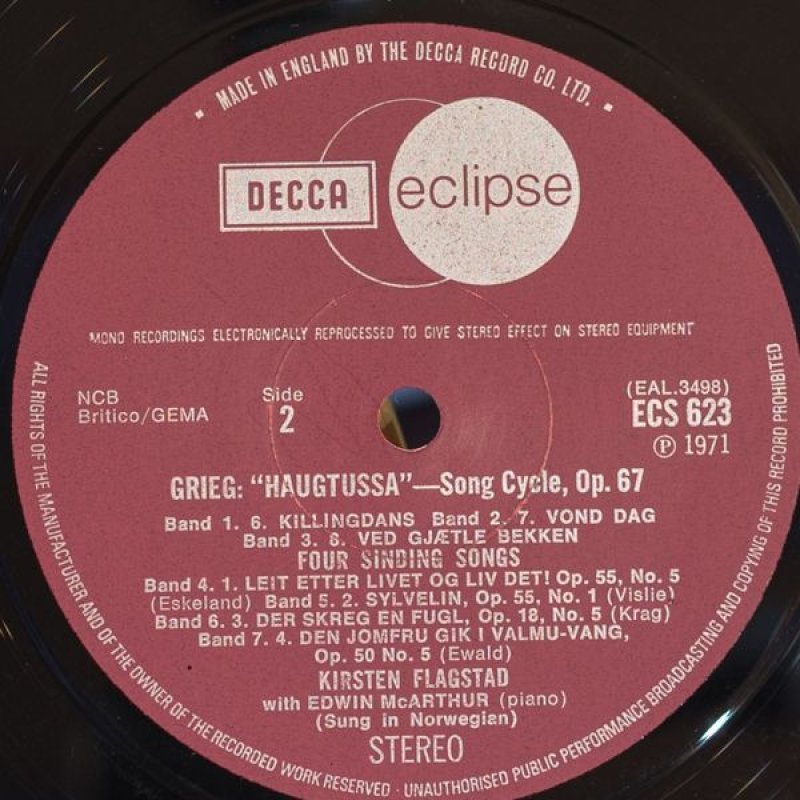 · MADE IN ENGLAND BY THE DECCA RECORD CO. LTD. ·
DECCA eclipse
MONO RECORDINGS ELECTRONICALLY REPROCESSED TO GIVE STEREO EFFECT ON STEREO EQUIPMENT
NCB
Britico/GEMA
Side
2
(EAL.3498)
ECS 623
Ⓟ 1971
GRIEG: “HAUGTUSSA”—Song Cycle, Op. 67
Band 1. 6. KILLINGDANS Band 2. 7. VOND DAG
Band 3. 8. VED GJÆTLE BEKKEN
FOUR SINDING SONGS
Band 4. 1. LEIT ETTER LIVET OG LIV DET! Op. 55, No. 5
(Eskeland) Band 5. 2. SYLVELIN, Op. 55, No. 1 (Vislie)
Band 6. 3. DER SKREG EN FUGL, Op. 18, No. 5 (Krag)
Band 7. 4. DEN JOMFRU GIK I VALMU-VANG,
Op. 50 No. 5 (Ewald)
KIRSTEN FLAGSTAD
with EDWIN McARTHUR (piano)
(Sung in Norwegian)
STEREO
ALL RIGHTS OF THE MANUFACTURER AND OF THE OWNER OF THE RECORDED WORK RESERVED · UNAUTHORISED PUBLIC PERFORMANCE BROADCASTING AND COPYING OF THIS RECORD PROHIBITED